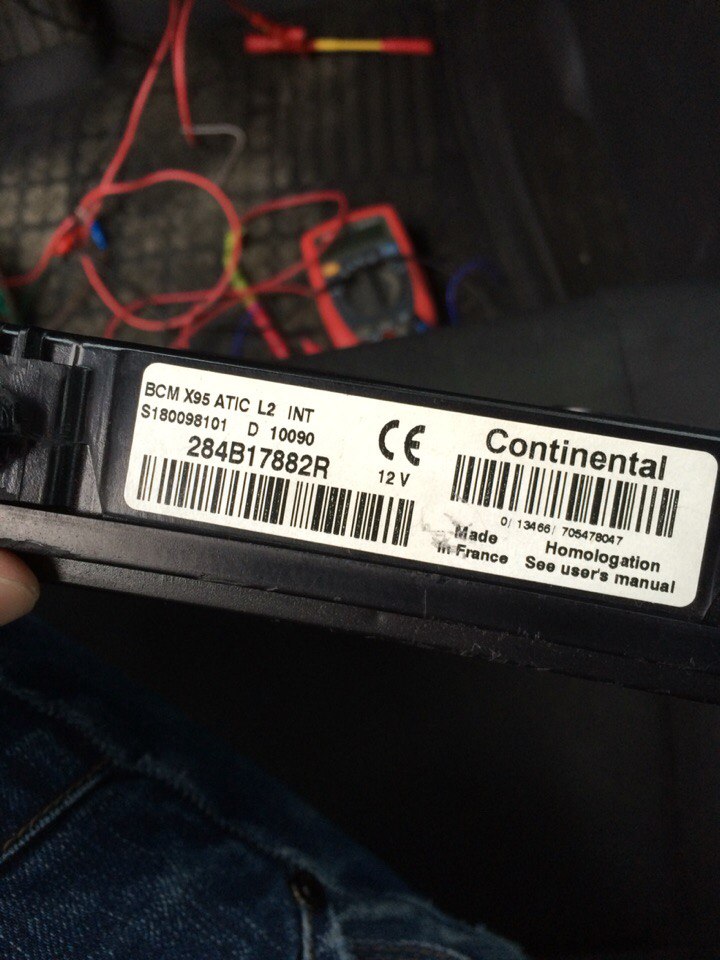 BCM X95 ATIC L2 INT
S180098101 D 10090
284B17882R
CE
12 V
Continental
0/ 13466/ 705478047
Made
in France
Homologation
See user's manual